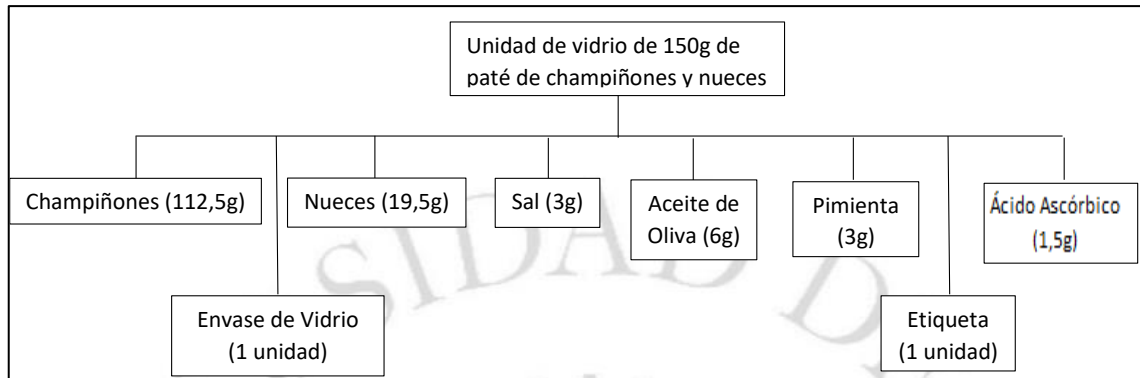 Unidad de vidrio de 150g de
paté de champiñones y nueces
Champiñones (112,5g)
Nueces (19,5g)
Sal (3g)
Aceite de
Oliva (6g)
Pimienta
(3g)
Ácido Ascórbico
(1,5g)
Envase de Vidrio
(1 unidad)
Etiqueta
(1 unidad)
SIDAD D